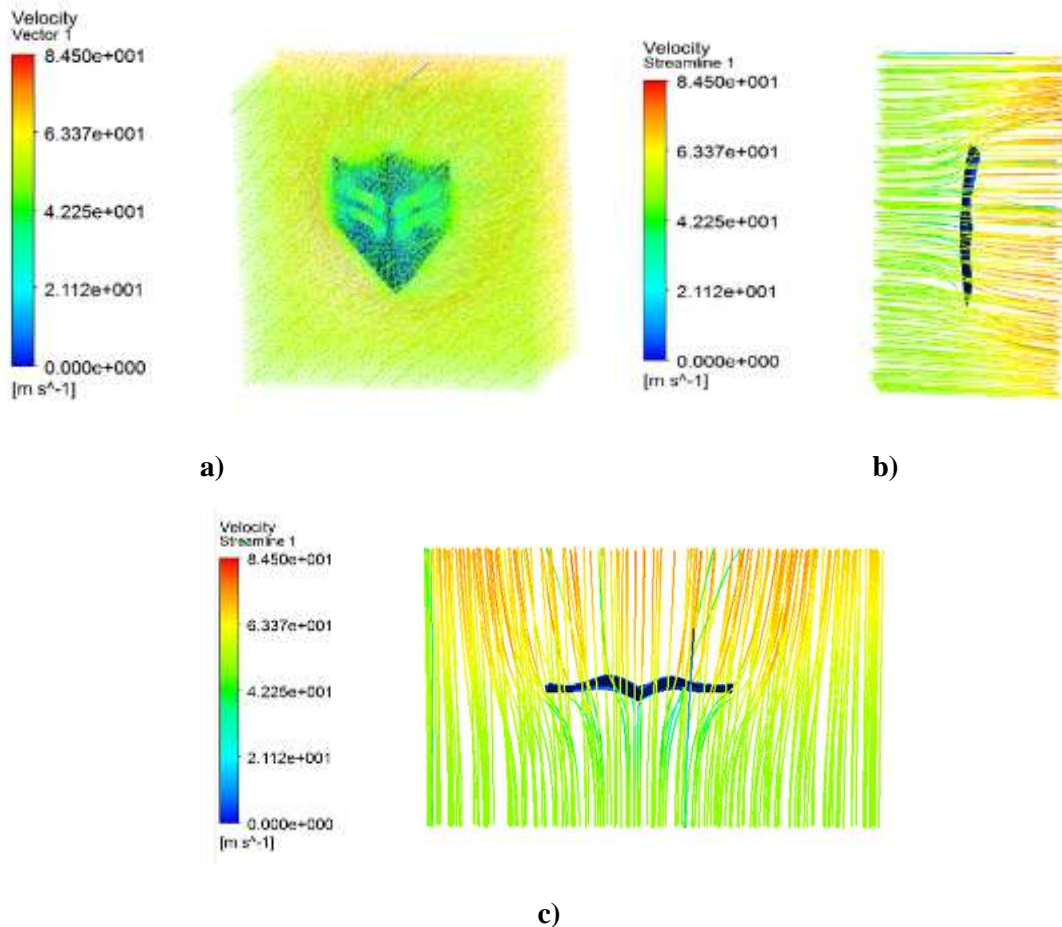 Velocity
Vector 1
8.450e+001
6.337e+001
4.225e+001
2.112e+001
0.000e+000
[m s^-1]
Velocity
Streamline 1
8.450e+001
6.337e+001
4.225e+001
2.112e+001
0.000e+000
[m s^-1]
a)
b)
Velocity
Streamline 1
8.450e+001
6.337e+001
4.225e+001
2.112e+001
0.000e+000
[m s^-1]
c)